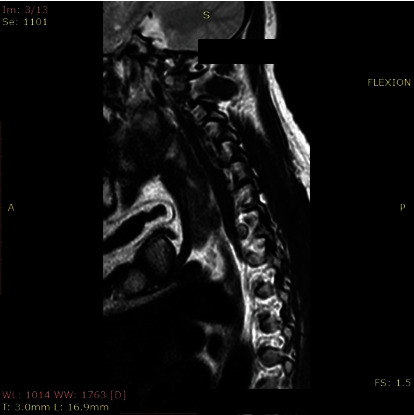 Im: 3/13
Se: 1101
S
FLEXION
A
P
WL: 1014 WW: 1763 [D]
T: 3.0mm L: 16.9mm
FS: 1.5